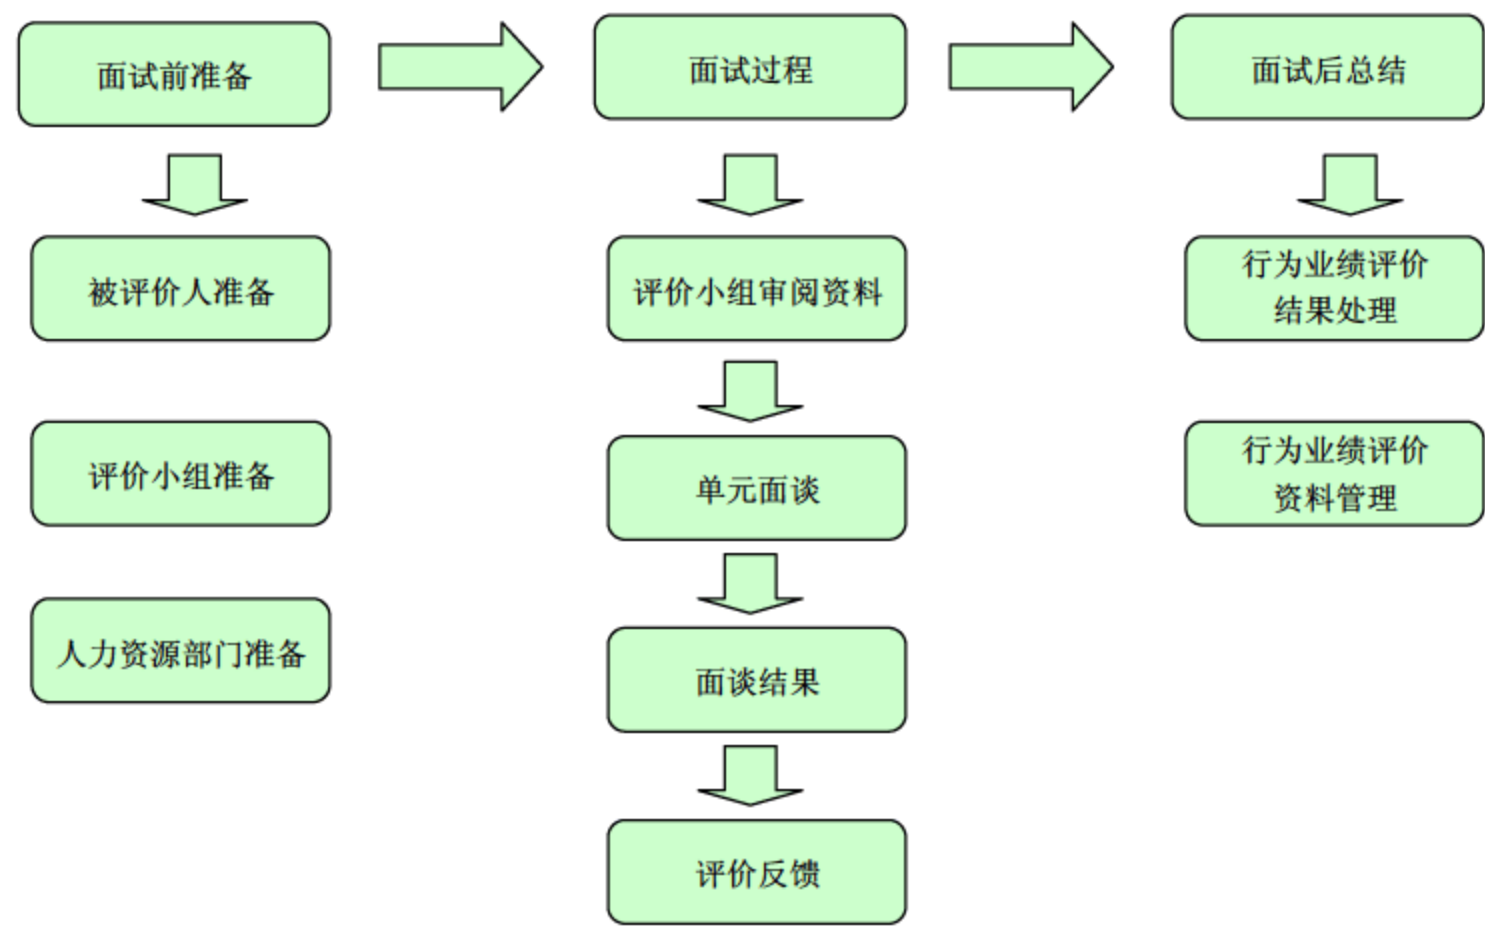 面试前准备
面试过程
面试后总结
被评价人准备
评价小组审阅资料
行为业绩评价
结果处理
评价小组准备
单元面谈
行为业绩评价
资料管理
人力资源部门准备
面谈结果
评价反馈